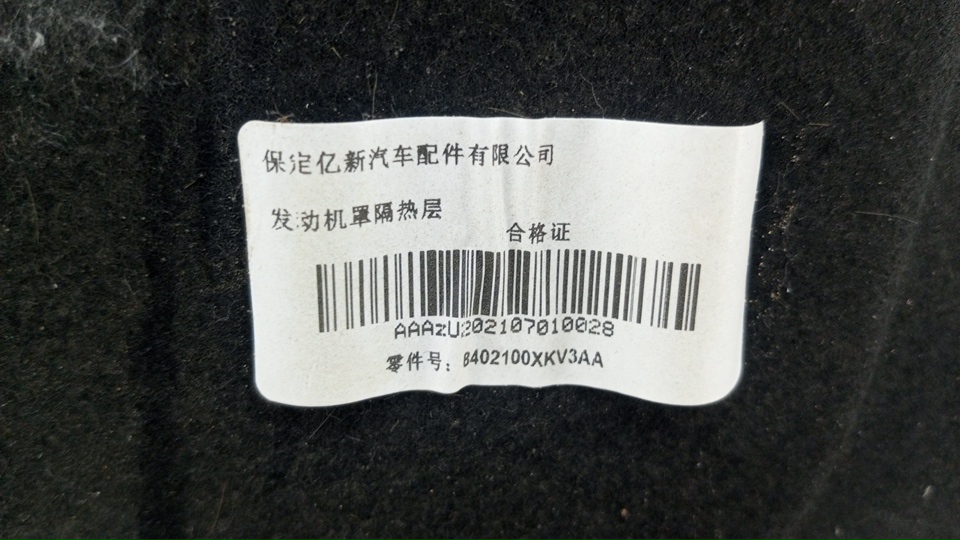 保定亿新汽车配件有限公司
发动机罩隔热层
合格证
AAAzU202107010028
零件号：8402100XKV3AA